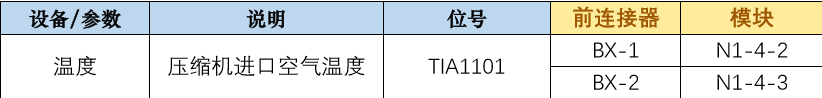 设备/参数 说明 位号 前连接器 模块
温度 压缩机进口空气温度 TIA1101 BX-1 N1-4-2
BX-2 N1-4-3